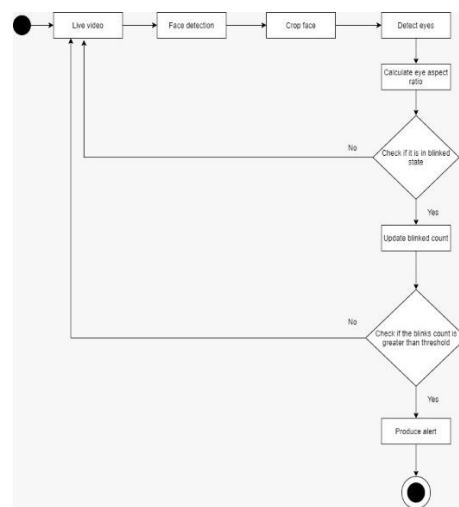 Live video
Face detection
Crop face
Detect eyes
Calculate eye aspect
ratio
Check if it is in blinked
state
No
Yes
Update blinked count
Check if the blinks count is
greater than threshold
No
Yes
Produce alert